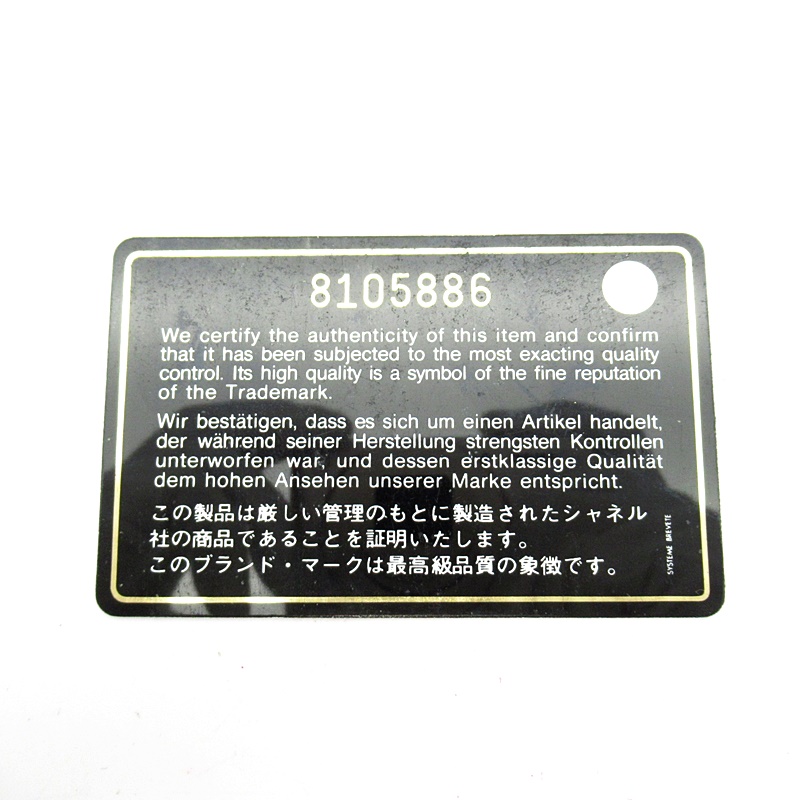 8105886
We certify the authenticity of this item and confirm
that it has been subjected to the most exacting quality
control. Its high quality is a symbol of the fine reputation
of the Trademark.
Wir bestätigen, dass es sich um einen Artikel handelt,
der während seiner Herstellung strengsten Kontrollen
unterworfen war, und dessen erstklassige Qualität
dem hohen Ansehen unserer Marke entspricht.
この製品は厳しい管理のもとに製造されたシャネル
社の商品であることを証明いたします。
このブランド・マークは最高級品質の象徴です。
SYSTEME BREVETE